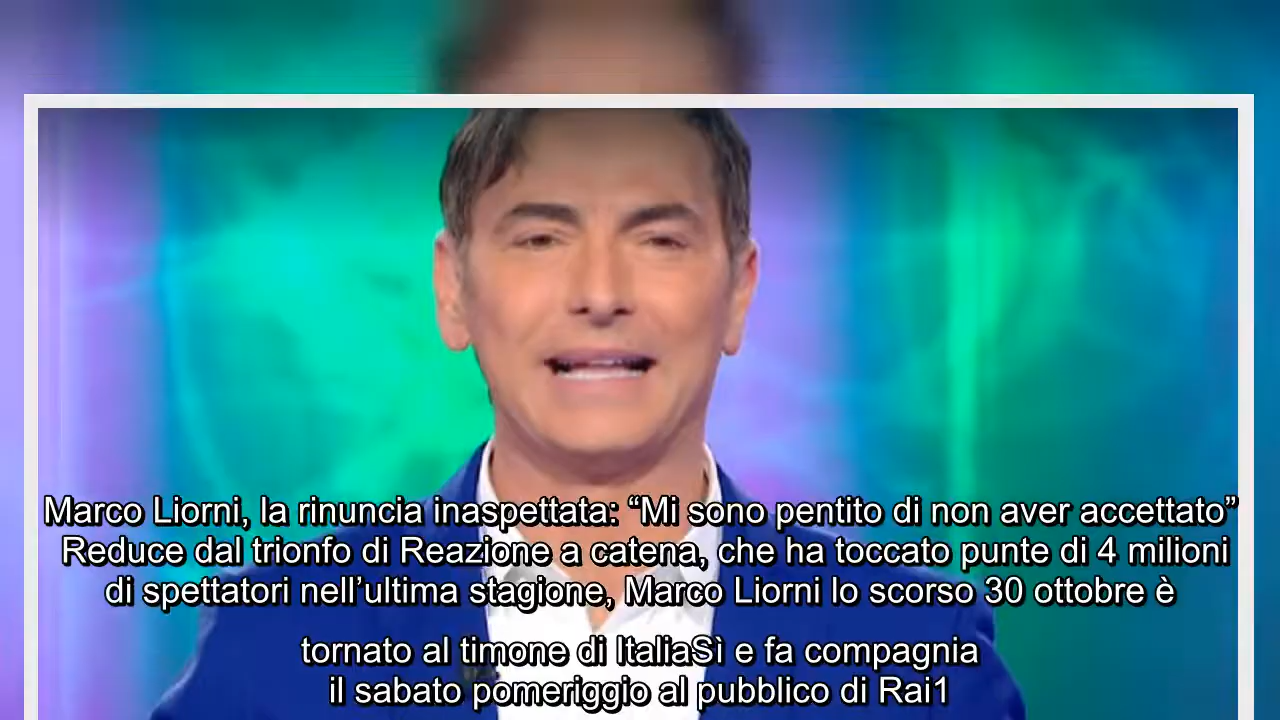 Marco Liorni, la rinuncia inaspettata: “Mi sono pentito di non aver accettato”
Reduce dal trionfo di Reazione a catena, che ha toccato punte di 4 milioni
di spettatori nell’ultima stagione, Marco Liorni lo scorso 30 ottobre è
tornato al timone di ItaliaSì e fa compagnia
il sabato pomeriggio al pubblico di Rai1